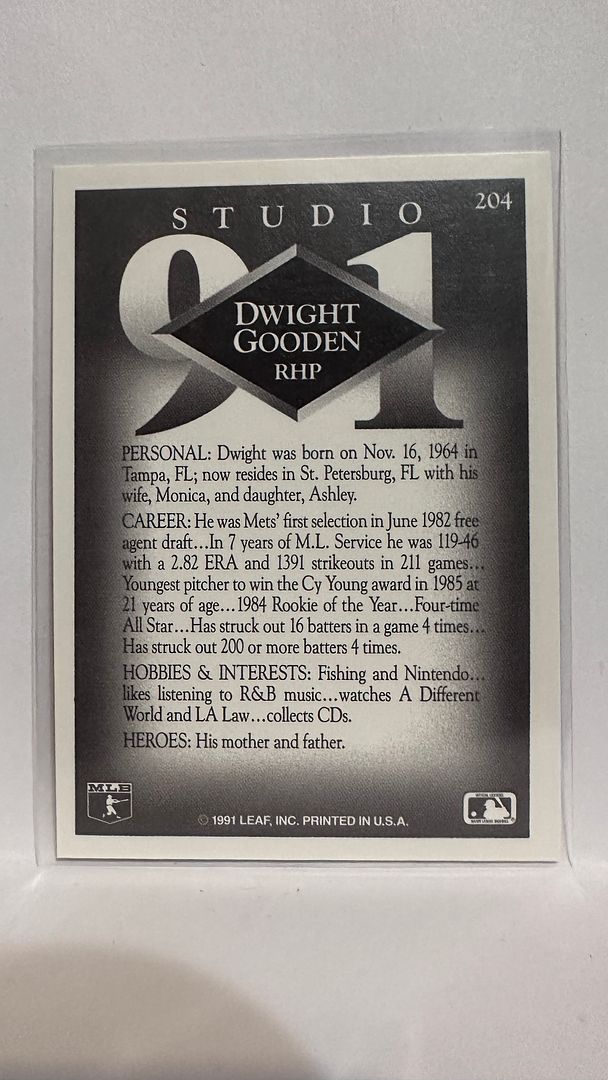 STUDIO
204
91
DWIGHT
GOODEN
RHP
PERSONAL: Dwight was born on Nov. 16, 1964 in
Tampa, FL; now resides in St. Petersburg, FL with his
wife, Monica, and daughter, Ashley.
CAREER: He was Mets' first selection in June 1982 free
agent draft...In 7 years of M.L. Service he was 119-46
with a 2.82 ERA and 1391 strikeouts in 211 games...
Youngest pitcher to win the Cy Young award in 1985 at
21 years of age...1984 Rookie of the Year...Four-time
All Star...Has struck out 16 batters in a game 4 times...
Has struck out 200 or more batters 4 times.
HOBBIES & INTERESTS: Fishing and Nintendo...
likes listening to R&B music...watches A Different
World and LA Law...collects CDs.
HEROES: His mother and father.
MLB
© 1991 LEAF, INC. PRINTED IN U.S.A.